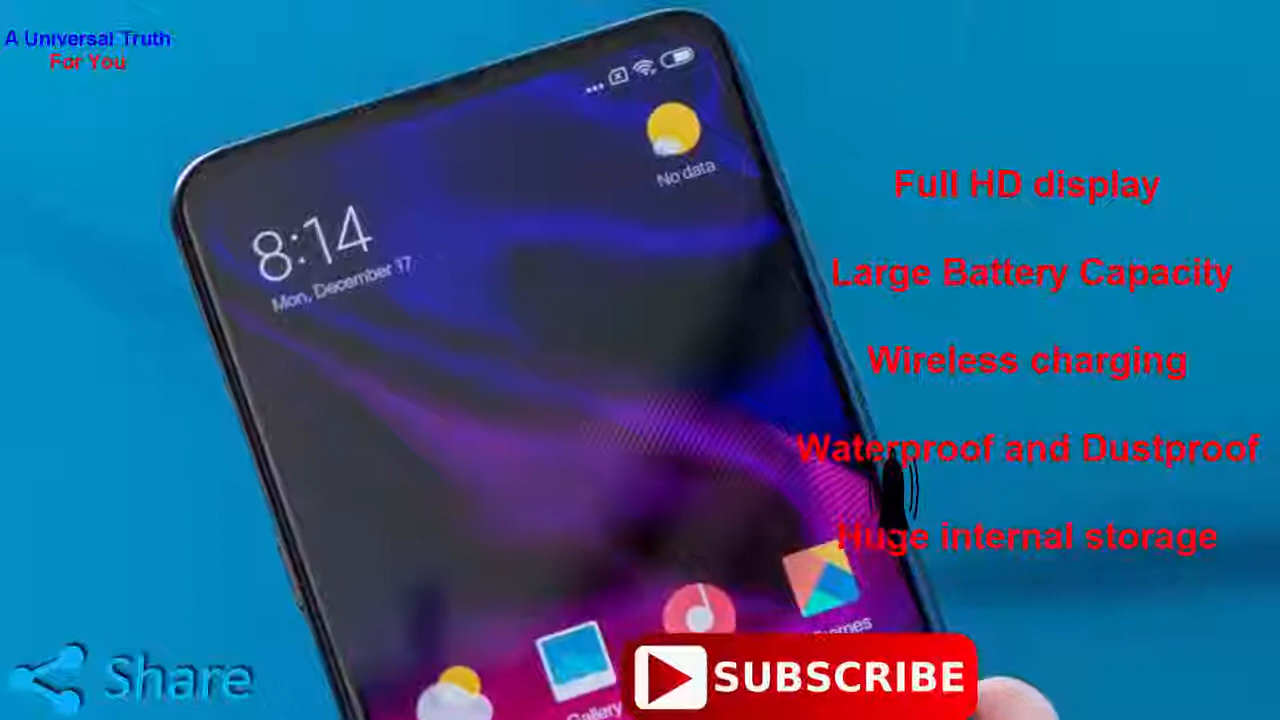 A Universal Truth
For You
No data
8:14
Mon, December 17
Full HD display
Large Battery Capacity
Wireless charging
Waterproof and Dustproof
Huge internal storage
Themes
Gallery
Share
SUBSCRIBE